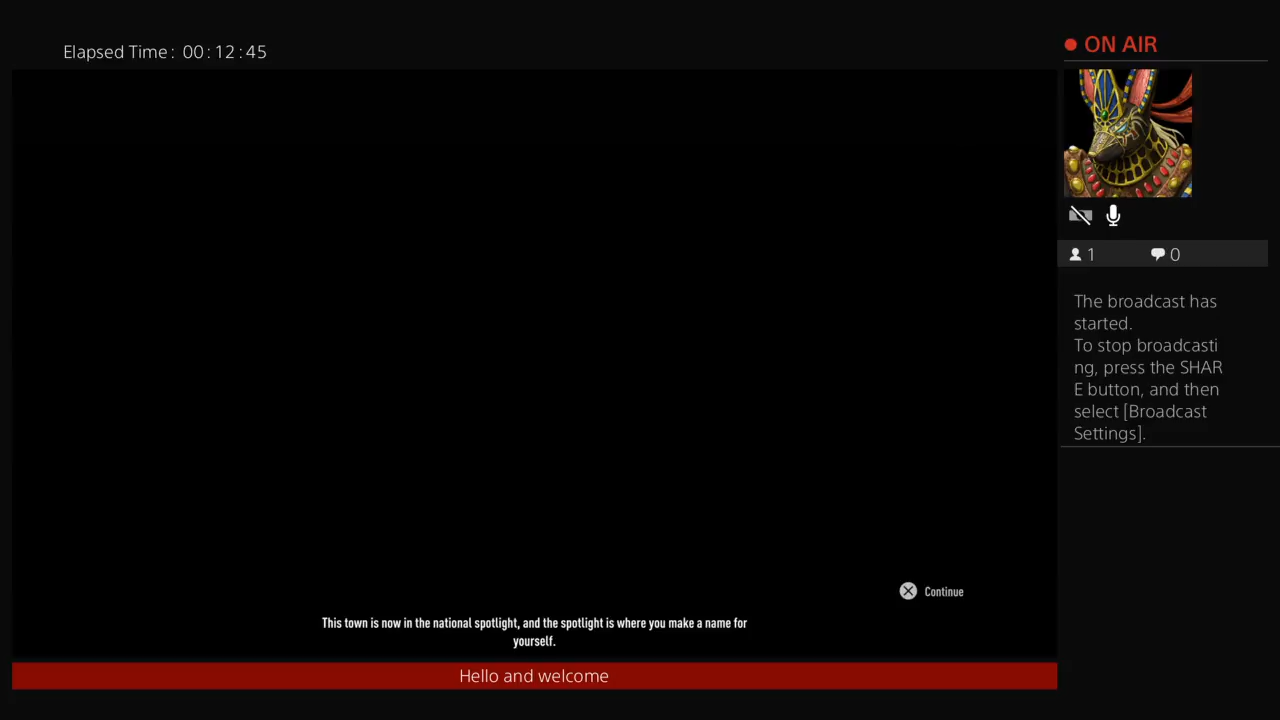 Elapsed Time: 00:12:45
ON AIR
1
0
The broadcast has
started.
To stop broadcasti
ng, press the SHAR
E button, and then
select [Broadcast
Settings].
Continue
This town is now in the national spotlight, and the spotlight is where you make a name for
yourself.
Hello and welcome